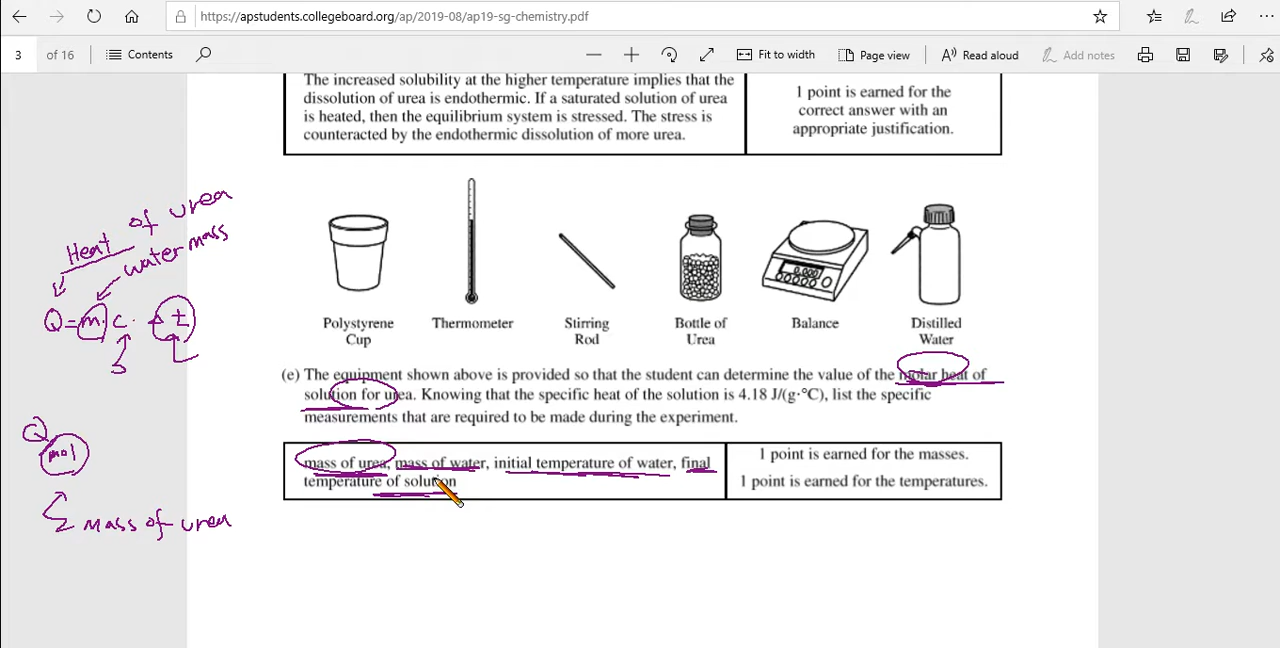 https://apstudents.collegeboard.org/ap/2019-08/ap19-sg-chemistry.pdf
3 of 16 Contents Fit to width Page view Read aloud Add notes
The increased solubility at the higher temperature implies that the
dissolution of urea is endothermic. If a saturated solution of urea
is heated, then the equilibrium system is stressed. The stress is
counteracted by the endothermic dissolution of more urea.
1 point is earned for the
correct answer with an
appropriate justification.
Heat of urea
water mass
Q=m·c·Δt
0.000
Polystyrene
Cup
Thermometer
Stirring
Rod
Bottle of
Urea
Balance
Distilled
Water
(e) The equipment shown above is provided so that the student can determine the value of the molar heat of
solution for urea. Knowing that the specific heat of the solution is 4.18 J/(g·°C), list the specific
measurements that are required to be made during the experiment.
Q
mol
mass of urea
mass of urea, mass of water, initial temperature of water, final
temperature of solution
1 point is earned for the masses.
1 point is earned for the temperatures.